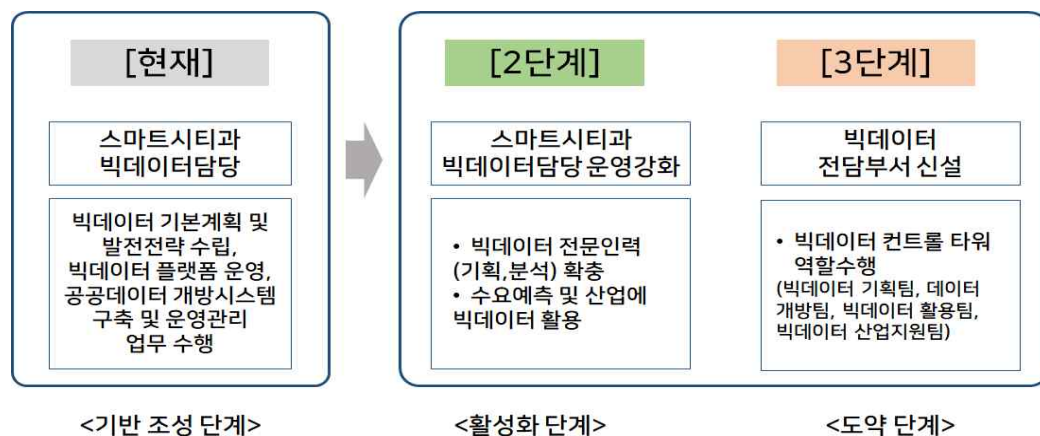 [현재]
스마트시티과
빅데이터담당
빅데이터 기본계획 및
발전전략 수립,
빅데이터 플랫폼 운영,
공공데이터 개방시스템
구축 및 운영관리
업무 수행
<기반 조성 단계>
[2단계]
스마트시티과
빅데이터담당 운영강화
• 빅데이터 전문인력
(기획,분석) 확충
• 수요예측 및 산업에
빅데이터 활용
<활성화 단계>
[3단계]
빅데이터
전담부서 신설
• 빅데이터 컨트롤 타워
역할수행
(빅데이터 기획팀, 데이터
개방팀, 빅데이터 활용팀,
빅데이터 산업지원팀)
<도약 단계>